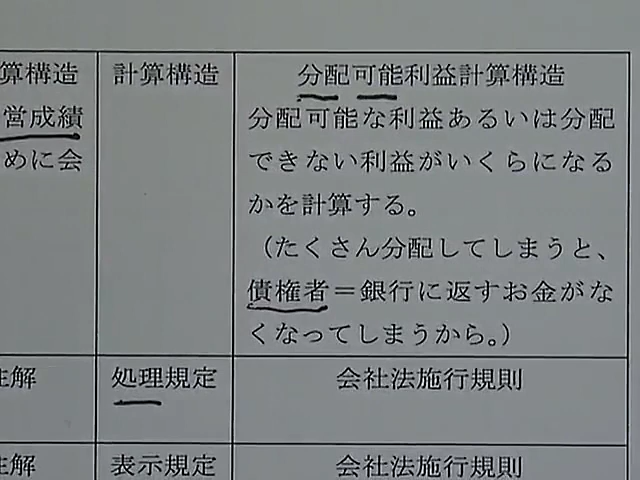 算構造 計算構造 分配可能利益計算構造
営成績 分配可能な利益あるいは分配
めに会 できない利益がいくらになる
かを計算する。
（たくさん分配してしまうと、
債権者＝銀行に返すお金がな
くなってしまうから。）
解 処理規定 会社法施行規則
解 表示規定 会社法施行規則